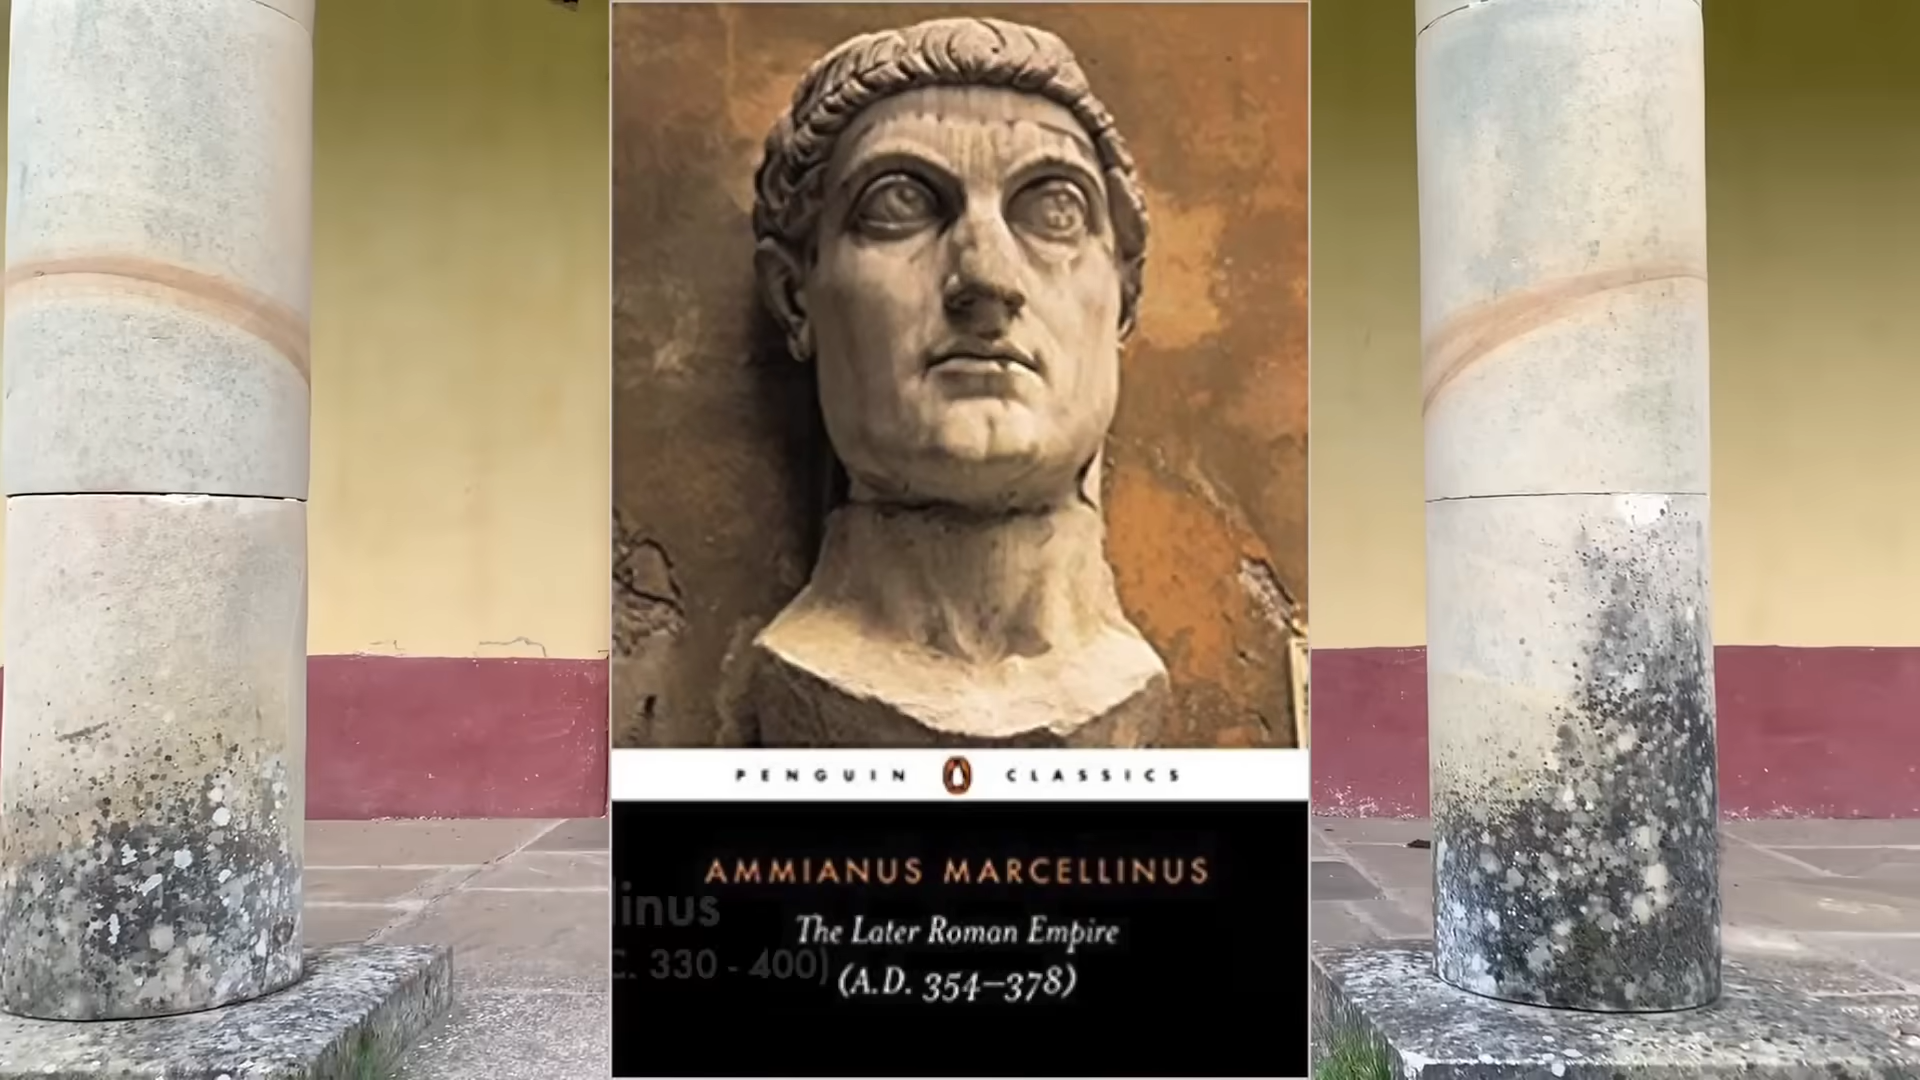 PENGUIN CLASSICS
AMMIANUS MARCELLINUS
inus
The Later Roman Empire
C. 330 - 400)
(A.D. 354–378)